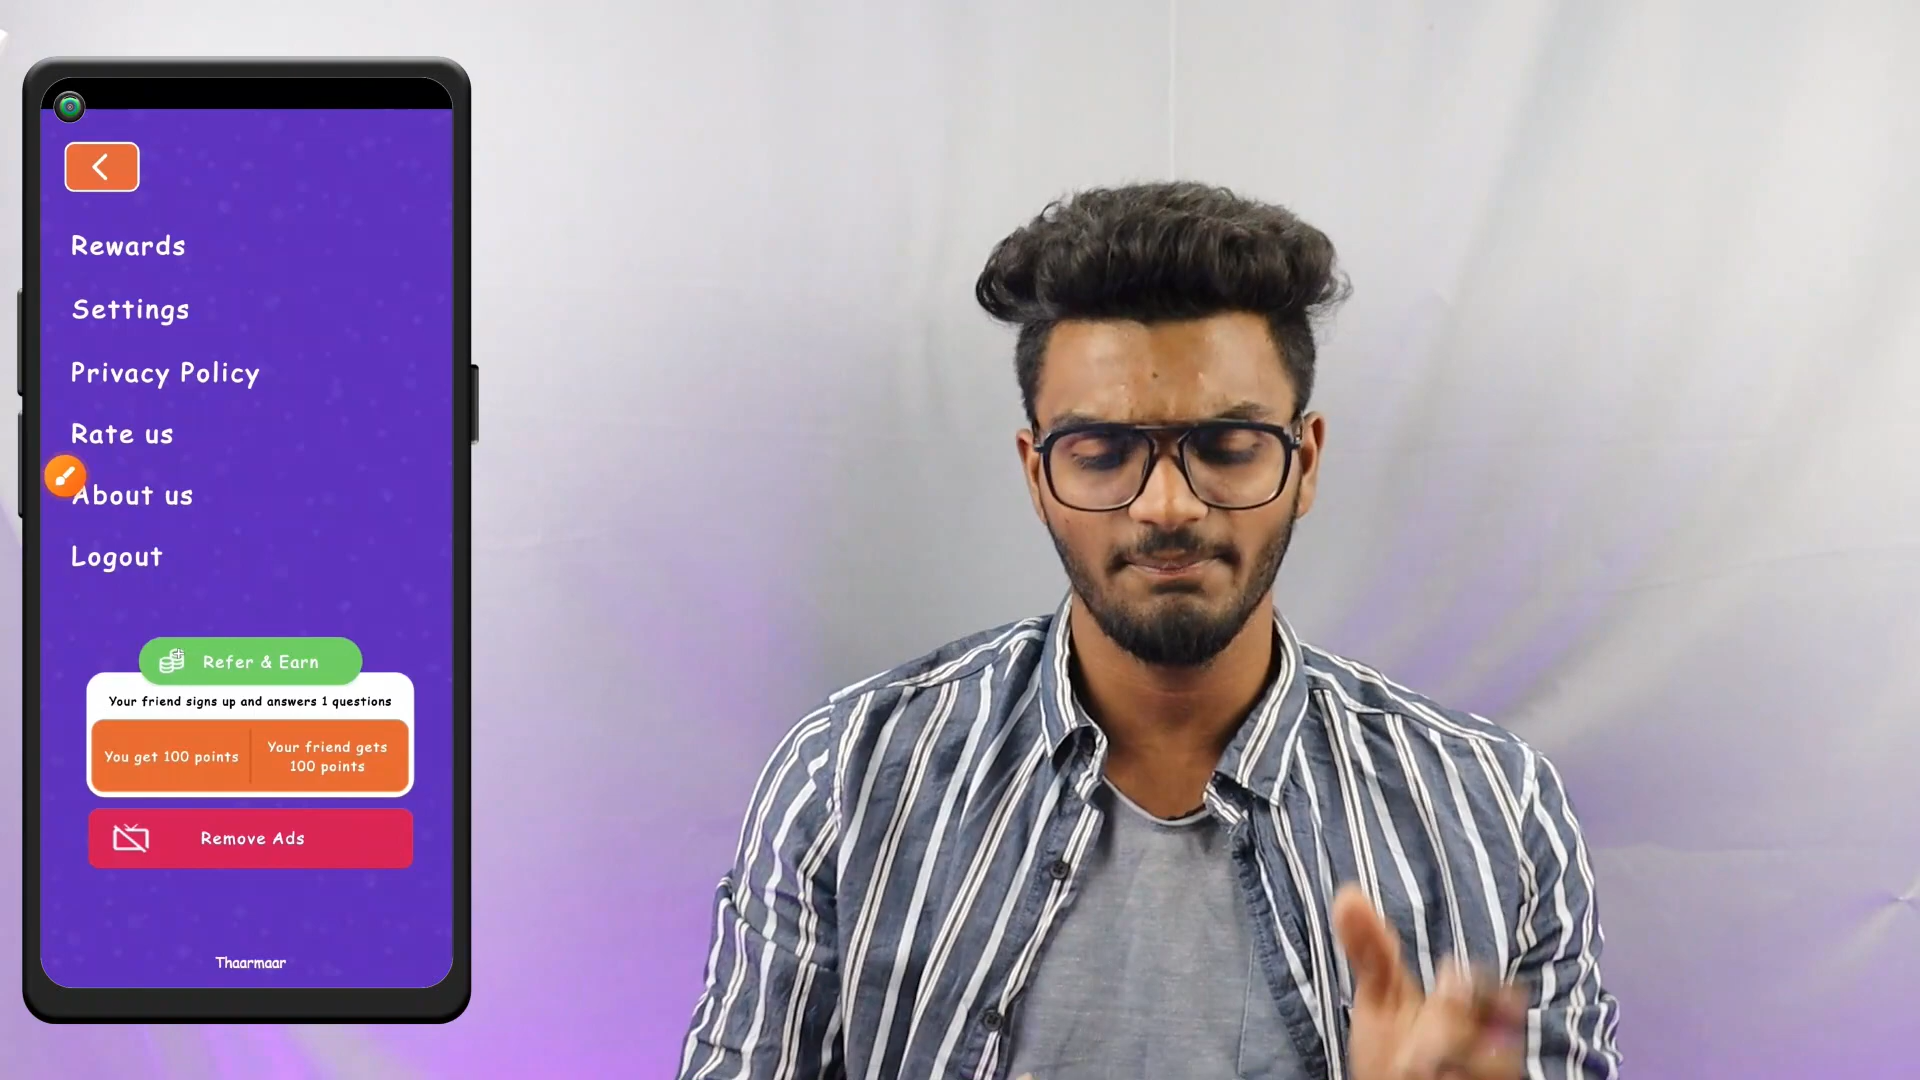 Rewards
Settings
Privacy Policy
Rate us
About us
Logout
Refer & Earn
Your friend signs up and answers 1 questions
You get 100 points
Your friend gets
100 points
Remove Ads
Thaarmaar